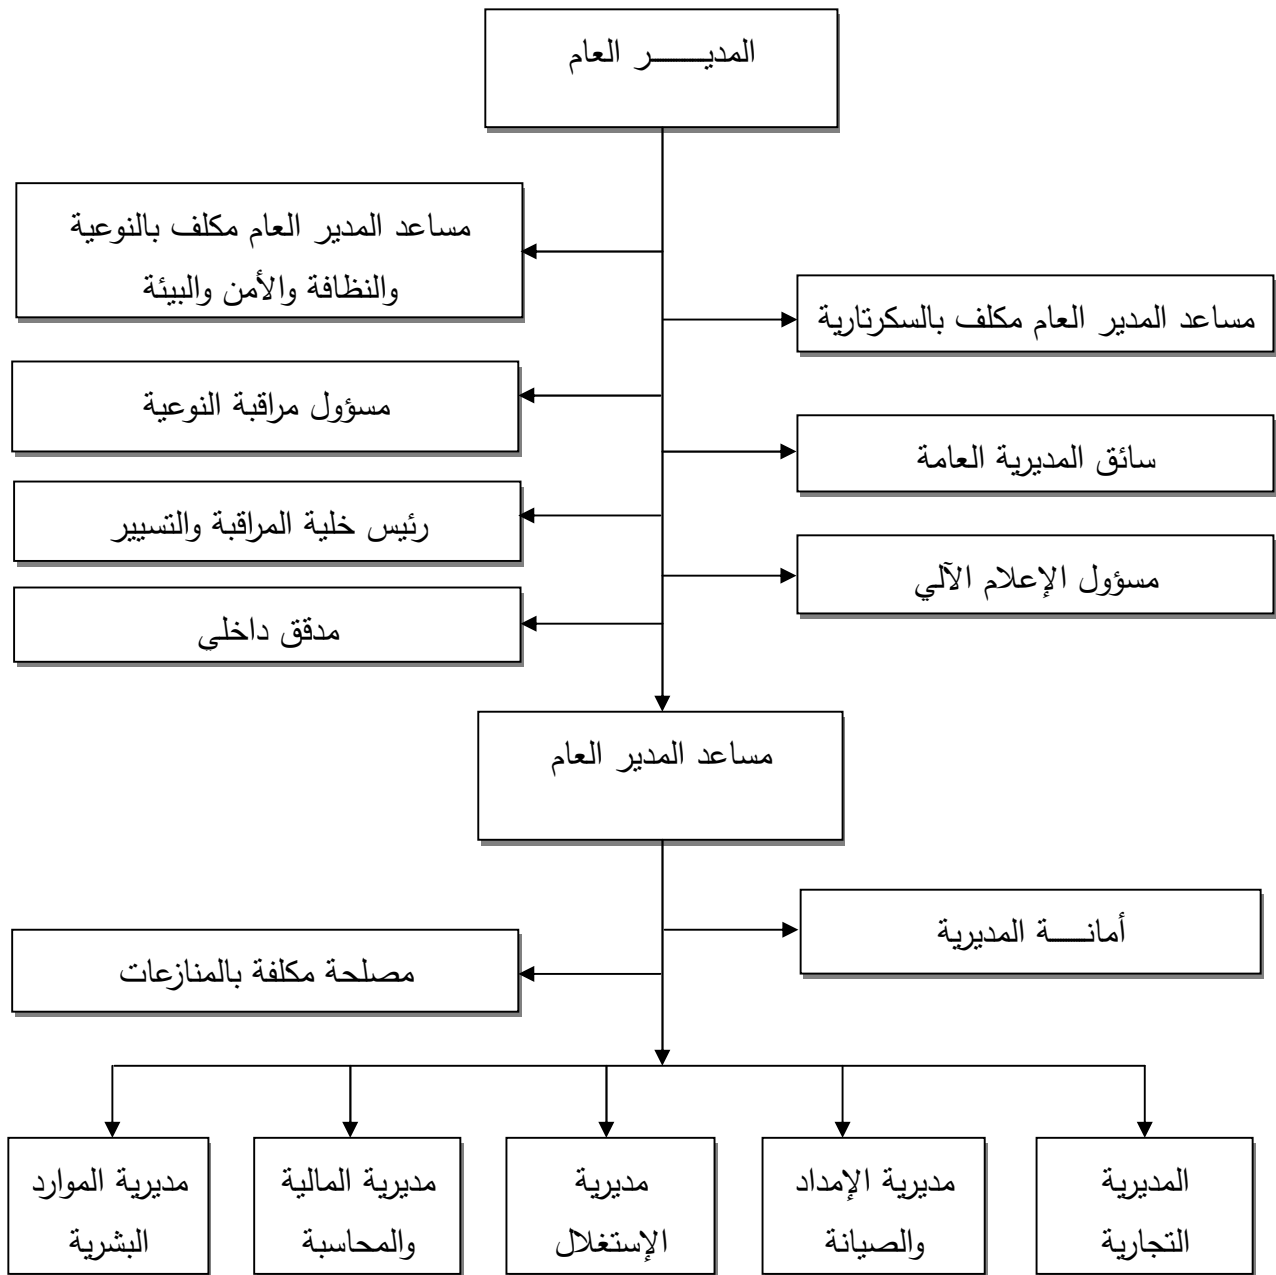 المديـــــــر العام
مساعد المدير العام مكلف بالنوعية
والنظافة والأمن والبيئة
مساعد المدير العام مكلف بالسكرتارية
مسؤول مراقبة النوعية
سائق المديرية العامة
رئيس خلية المراقبة والتسيير
مسؤول الإعلام الآلي
مدقق داخلي
مساعد المدير العام
أمانـــــة المديرية
مصلحة مكلفة بالمنازعات
المديرية
التجارية
مديرية الإمداد
والصيانة
مديرية
الإستغلال
مديرية المالية
والمحاسبة
مديرية الموارد
البشرية